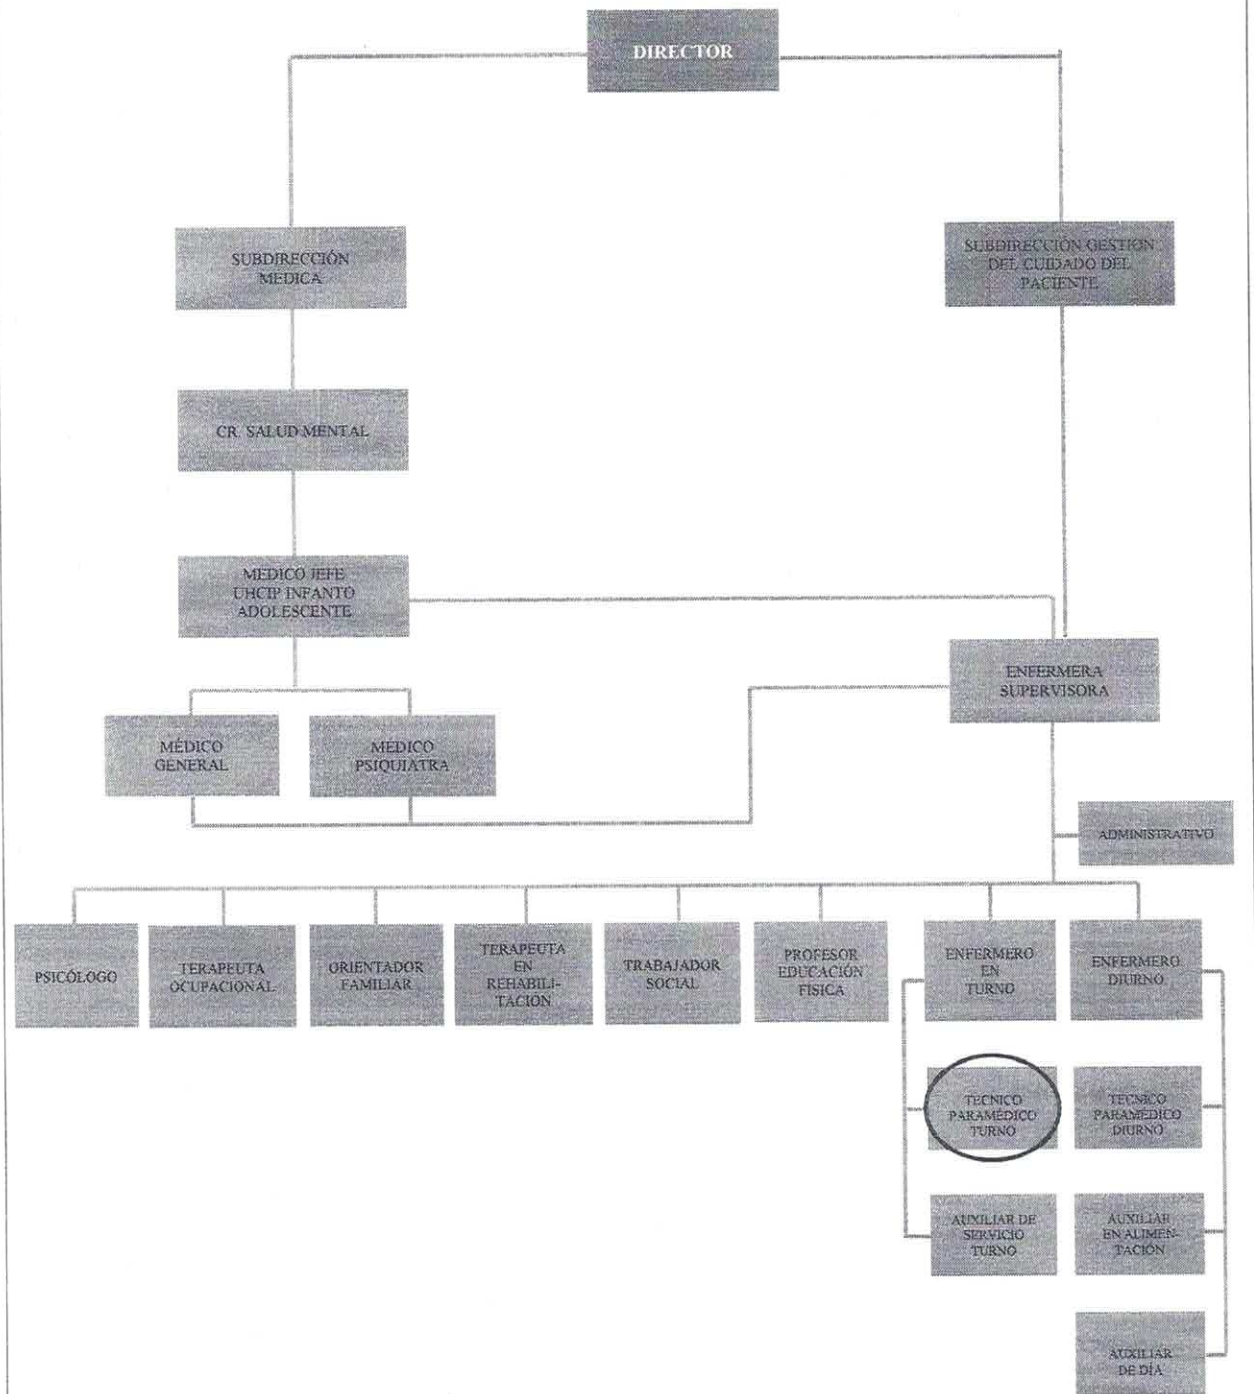 DIRECTOR
SUBDIRECCIÓN
MEDICA
SUBDIRECCIÓN GESTION
DEL CUIDADO DEL
PACIENTE
CR. SALUD MENTAL
MEDICO JEFE
UHCIP INFANTO
ADOLESCENTE
ENFERMERA
SUPERVISORA
MÉDICO
GENERAL
MEDICO
PSIQUIATRA
ADMINISTRATIVO
PSICÓLOGO
TERAPEUTA
OCUPACIONAL
ORIENTADOR
FAMILIAR
TERAPEUTA
EN
REHABILI-
TACIÓN
TRABAJADOR
SOCIAL
PROFESOR
EDUCACIÓN
FISICA
ENFERMERO
EN
TURNO
ENFERMERO
DIURNO
TECNICO
PARAMÉDICO
TURNO
TECNICO
PARAMÉDICO
DIURNO
AUXILIAR DE
SERVICIO
TURNO
AUXILIAR
EN ALIMEN-
TACIÓN
AUXILIAR
DE DÍA